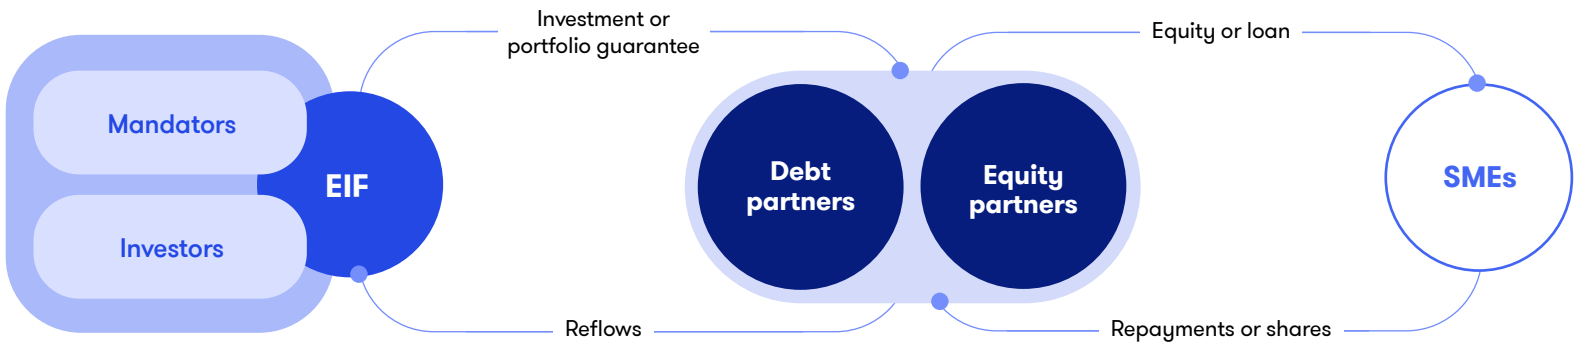 Investment or
portfolio guarantee
Equity or loan
Mandators
EIF
Investors
Debt
partners
Equity
partners
SMEs
Reflows
Repayments or shares